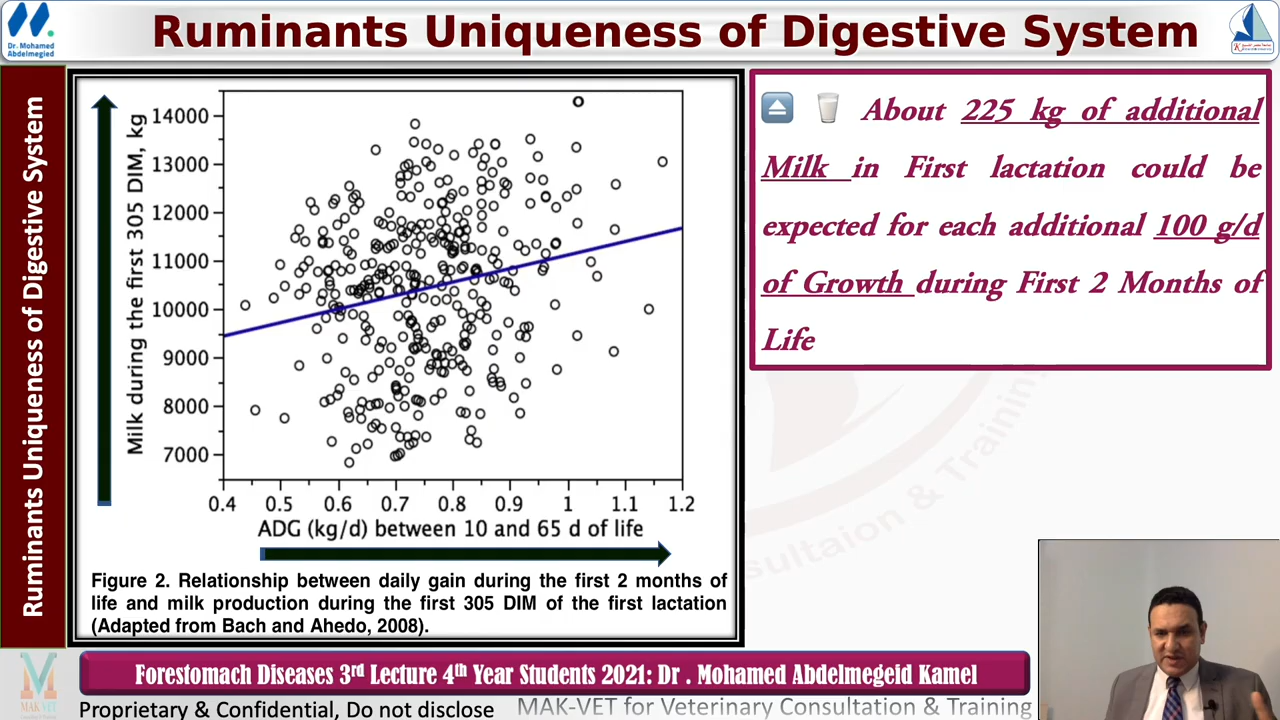 Dr. Mohamed
Abdelmegied
Ruminants Uniqueness of Digestive System
Ruminants Uniqueness of Digestive System
Milk during the first 305 DIM, kg
14000
13000
12000
11000
10000
9000
8000
7000
0.4 0.5 0.6 0.7 0.8 0.9 1 1.1 1.2
ADG (kg/d) between 10 and 65 d of life
Figure 2. Relationship between daily gain during the first 2 months of
life and milk production during the first 305 DIM of the first lactation
(Adapted from Bach and Ahedo, 2008).
About 225 kg of additional
Milk in First lactation could be
expected for each additional 100 g/d
of Growth during First 2 Months of
Life
sultaion & Training
MAK-VET
Forestomach Diseases 3rd Lecture 4th Year Students 2021: Dr . Mohamed Abdelmegeid Kamel
Proprietary & Confidential, Do not disclose
MAK-VET for Veterinary Consultation & Training